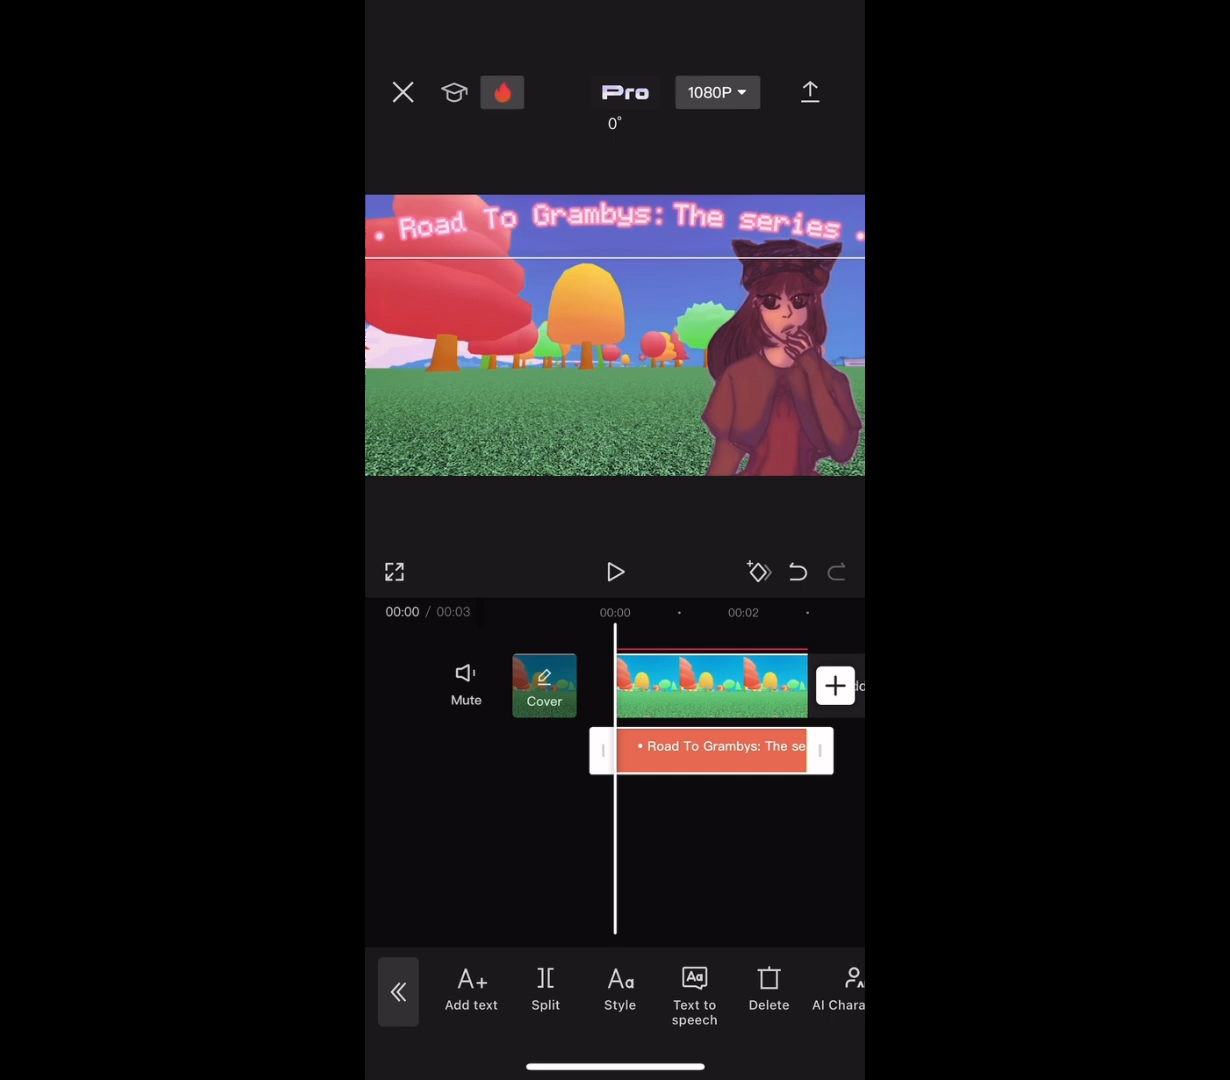 Pro
1080P
0°
• Road To Grambys: The series •
00:00 / 00:03
00:00
00:02
Mute
Cover
• Road To Grambys: The se
Add text
Split
Style
Text to
speech
Delete
AI Chara